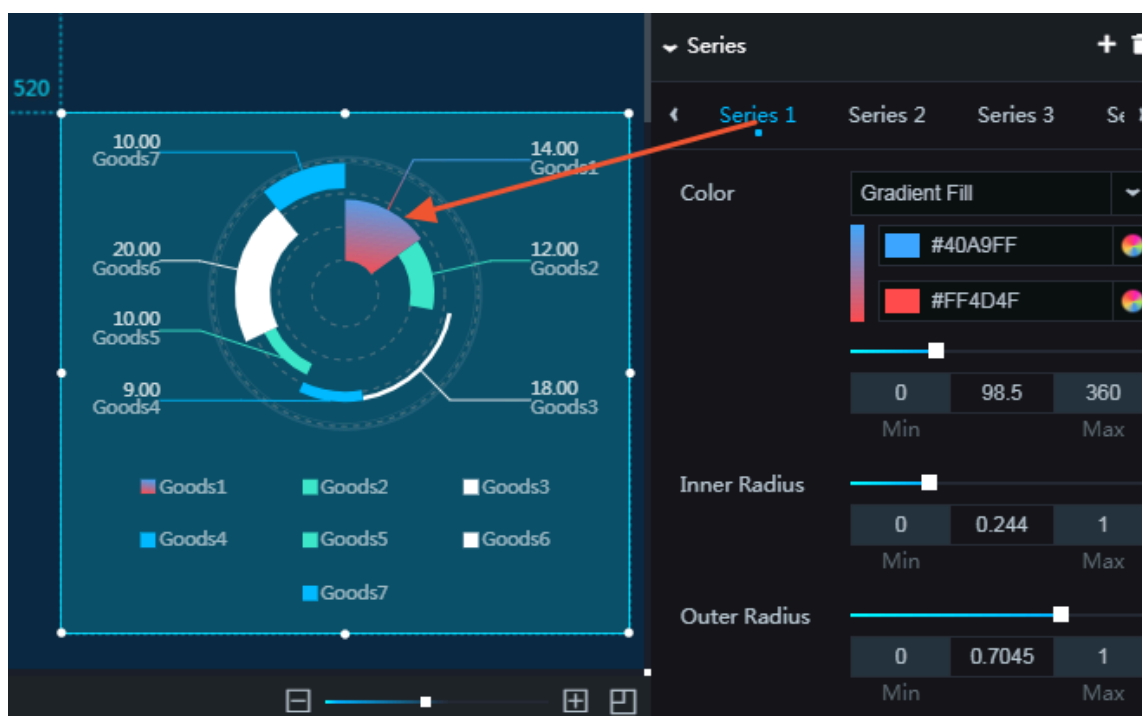 520
10.00
Goods7
14.00
Goods1
20.00
Goods6
12.00
Goods2
10.00
Goods5
9.00
Goods4
18.00
Goods3
Goods1 Goods2 Goods3
Goods4 Goods5 Goods6
Goods7
Series
Series 1 Series 2 Series 3 Se
Color Gradient Fill
#40A9FF
#FF4D4F
0 98.5 360
Min Max
Inner Radius
0 0.244 1
Min Max
Outer Radius
0 0.7045 1
Min Max